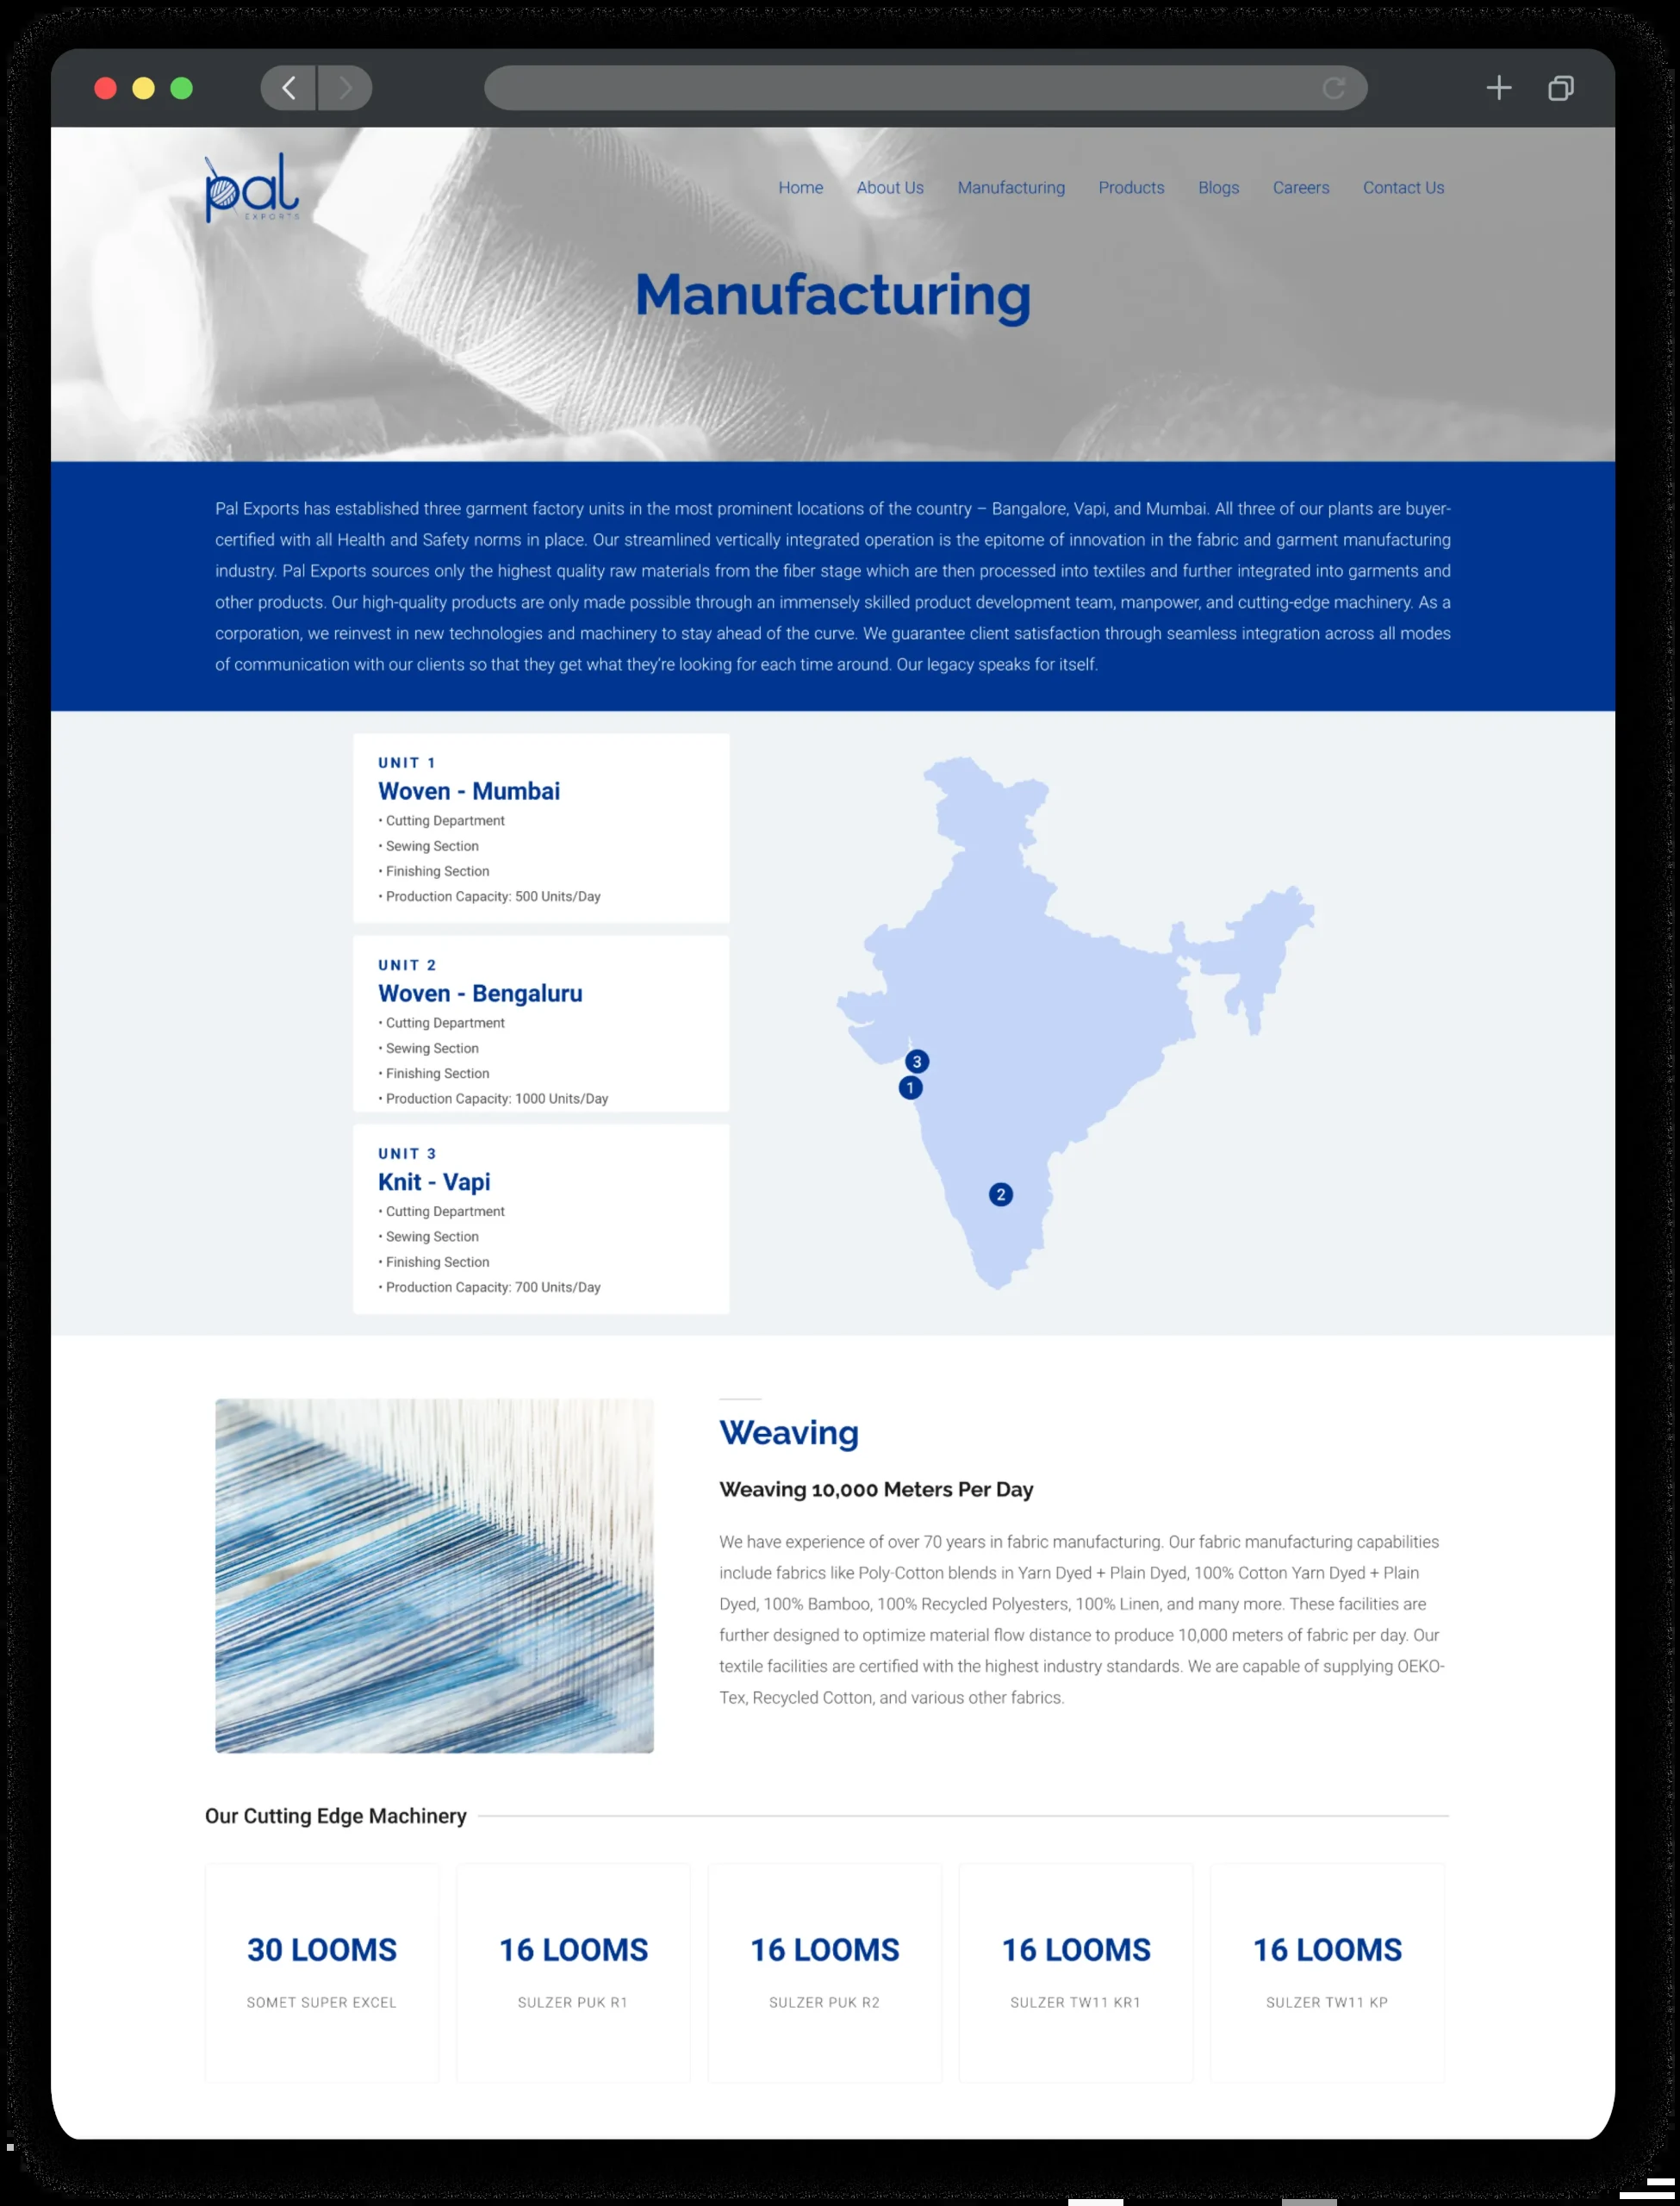 pal
EXPORTS
Home About Us Manufacturing Products Blogs Careers Contact Us
Manufacturing
Pal Exports has established three garment factory units in the most prominent locations of the country – Bangalore, Vapi, and Mumbai. All three of our plants are buyer-
certified with all Health and Safety norms in place. Our streamlined vertically integrated operation is the epitome of innovation in the fabric and garment manufacturing
industry. Pal Exports sources only the highest quality raw materials from the fiber stage which are then processed into textiles and further integrated into garments and
other products. Our high-quality products are only made possible through an immensely skilled product development team, manpower, and cutting-edge machinery. As a
corporation, we reinvest in new technologies and machinery to stay ahead of the curve. We guarantee client satisfaction through seamless integration across all modes
of communication with our clients so that they get what they're looking for each time around. Our legacy speaks for itself.
UNIT 1
Woven - Mumbai
• Cutting Department
• Sewing Section
• Finishing Section
• Production Capacity: 500 Units/Day
UNIT 2
Woven - Bengaluru
• Cutting Department
• Sewing Section
• Finishing Section
• Production Capacity: 1000 Units/Day
UNIT 3
Knit - Vapi
• Cutting Department
• Sewing Section
• Finishing Section
• Production Capacity: 700 Units/Day
3
1
2
Weaving
Weaving 10,000 Meters Per Day
We have experience of over 70 years in fabric manufacturing. Our fabric manufacturing capabilities
include fabrics like Poly-Cotton blends in Yarn Dyed + Plain Dyed, 100% Cotton Yarn Dyed + Plain
Dyed, 100% Bamboo, 100% Recycled Polyesters, 100% Linen, and many more. These facilities are
further designed to optimize material flow distance to produce 10,000 meters of fabric per day. Our
textile facilities are certified with the highest industry standards. We are capable of supplying OEKO-
Tex, Recycled Cotton, and various other fabrics.
Our Cutting Edge Machinery
30 LOOMS 16 LOOMS 16 LOOMS 16 LOOMS 16 LOOMS
SOMET SUPER EXCEL SULZER PUK R1 SULZER PUK R2 SULZER TW11 KR1 SULZER TW11 KP